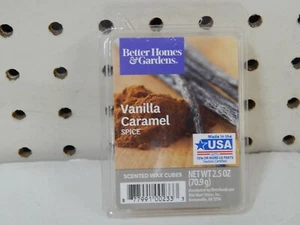 Better Homes
& Gardens.
Vanilla
Caramel
SPICE
Made in the
USA
SCENTED WAX CUBES
NET WT 2.5 OZ
(70.9 g)